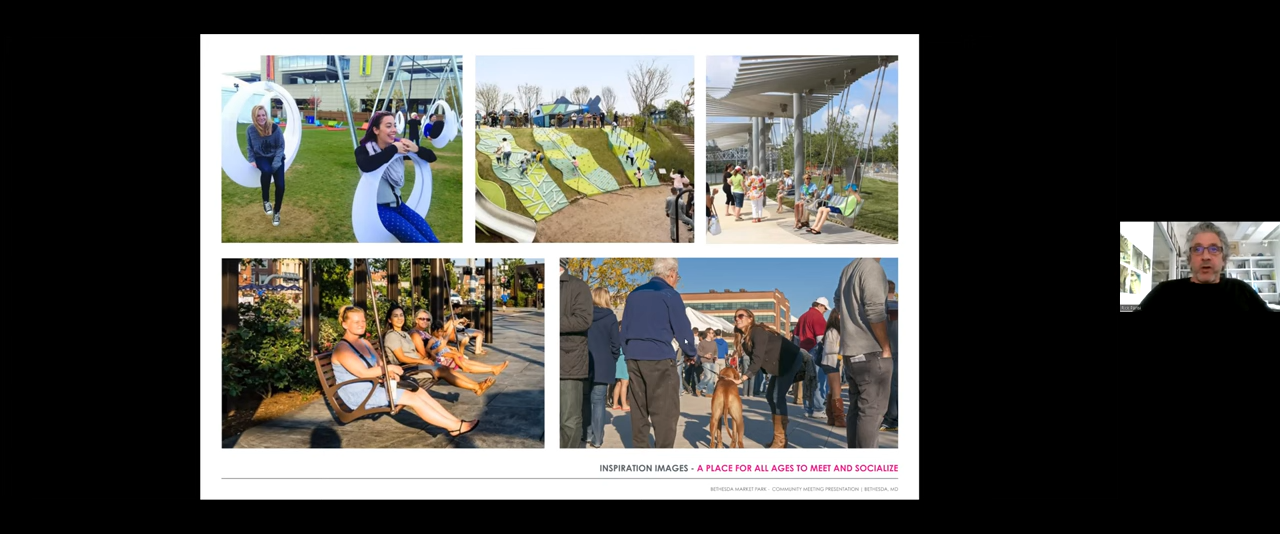 INSPIRATION IMAGES - A PLACE FOR ALL AGES TO MEET AND SOCIALIZE
BETHESDA MARKET PARK - COMMUNITY MEETING PRESENTATION | BETHESDA, MD